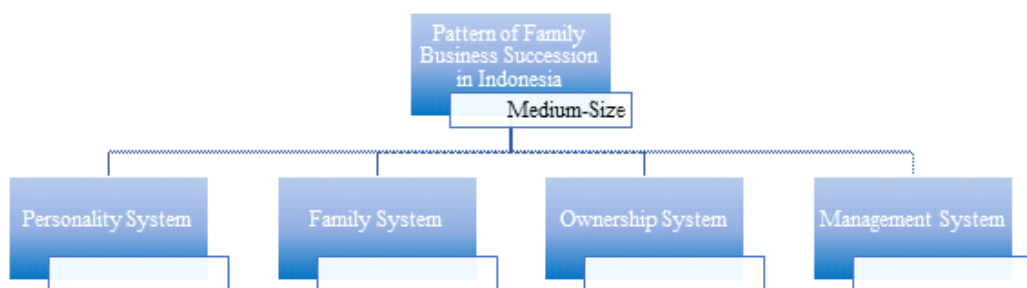 Pattern of Family
Business Succession
in Indonesia
Medium-Size
Personality System
Family System
Ownership System
Management System